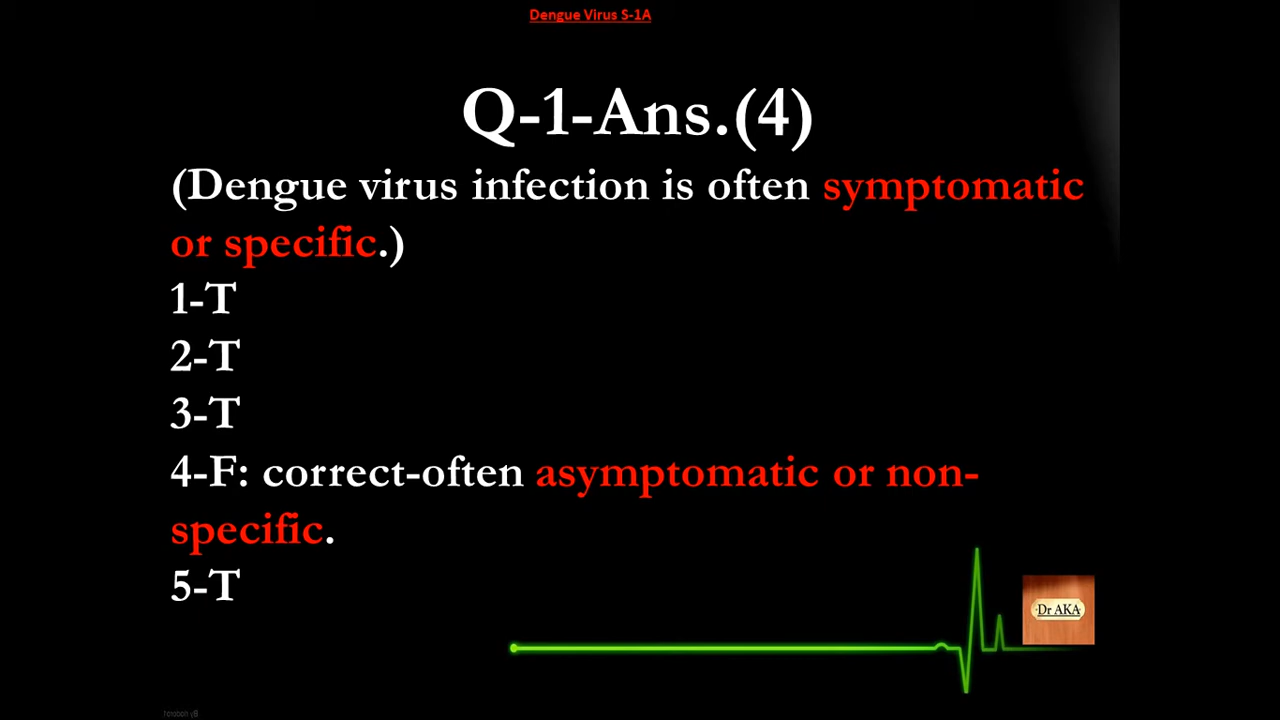 Dengue Virus S-1A
Q-1-Ans.(4)
(Dengue virus infection is often symptomatic
or specific.)
1-T
2-T
3-T
4-F: correct-often asymptomatic or non-
specific.
5-T
Dr AKA